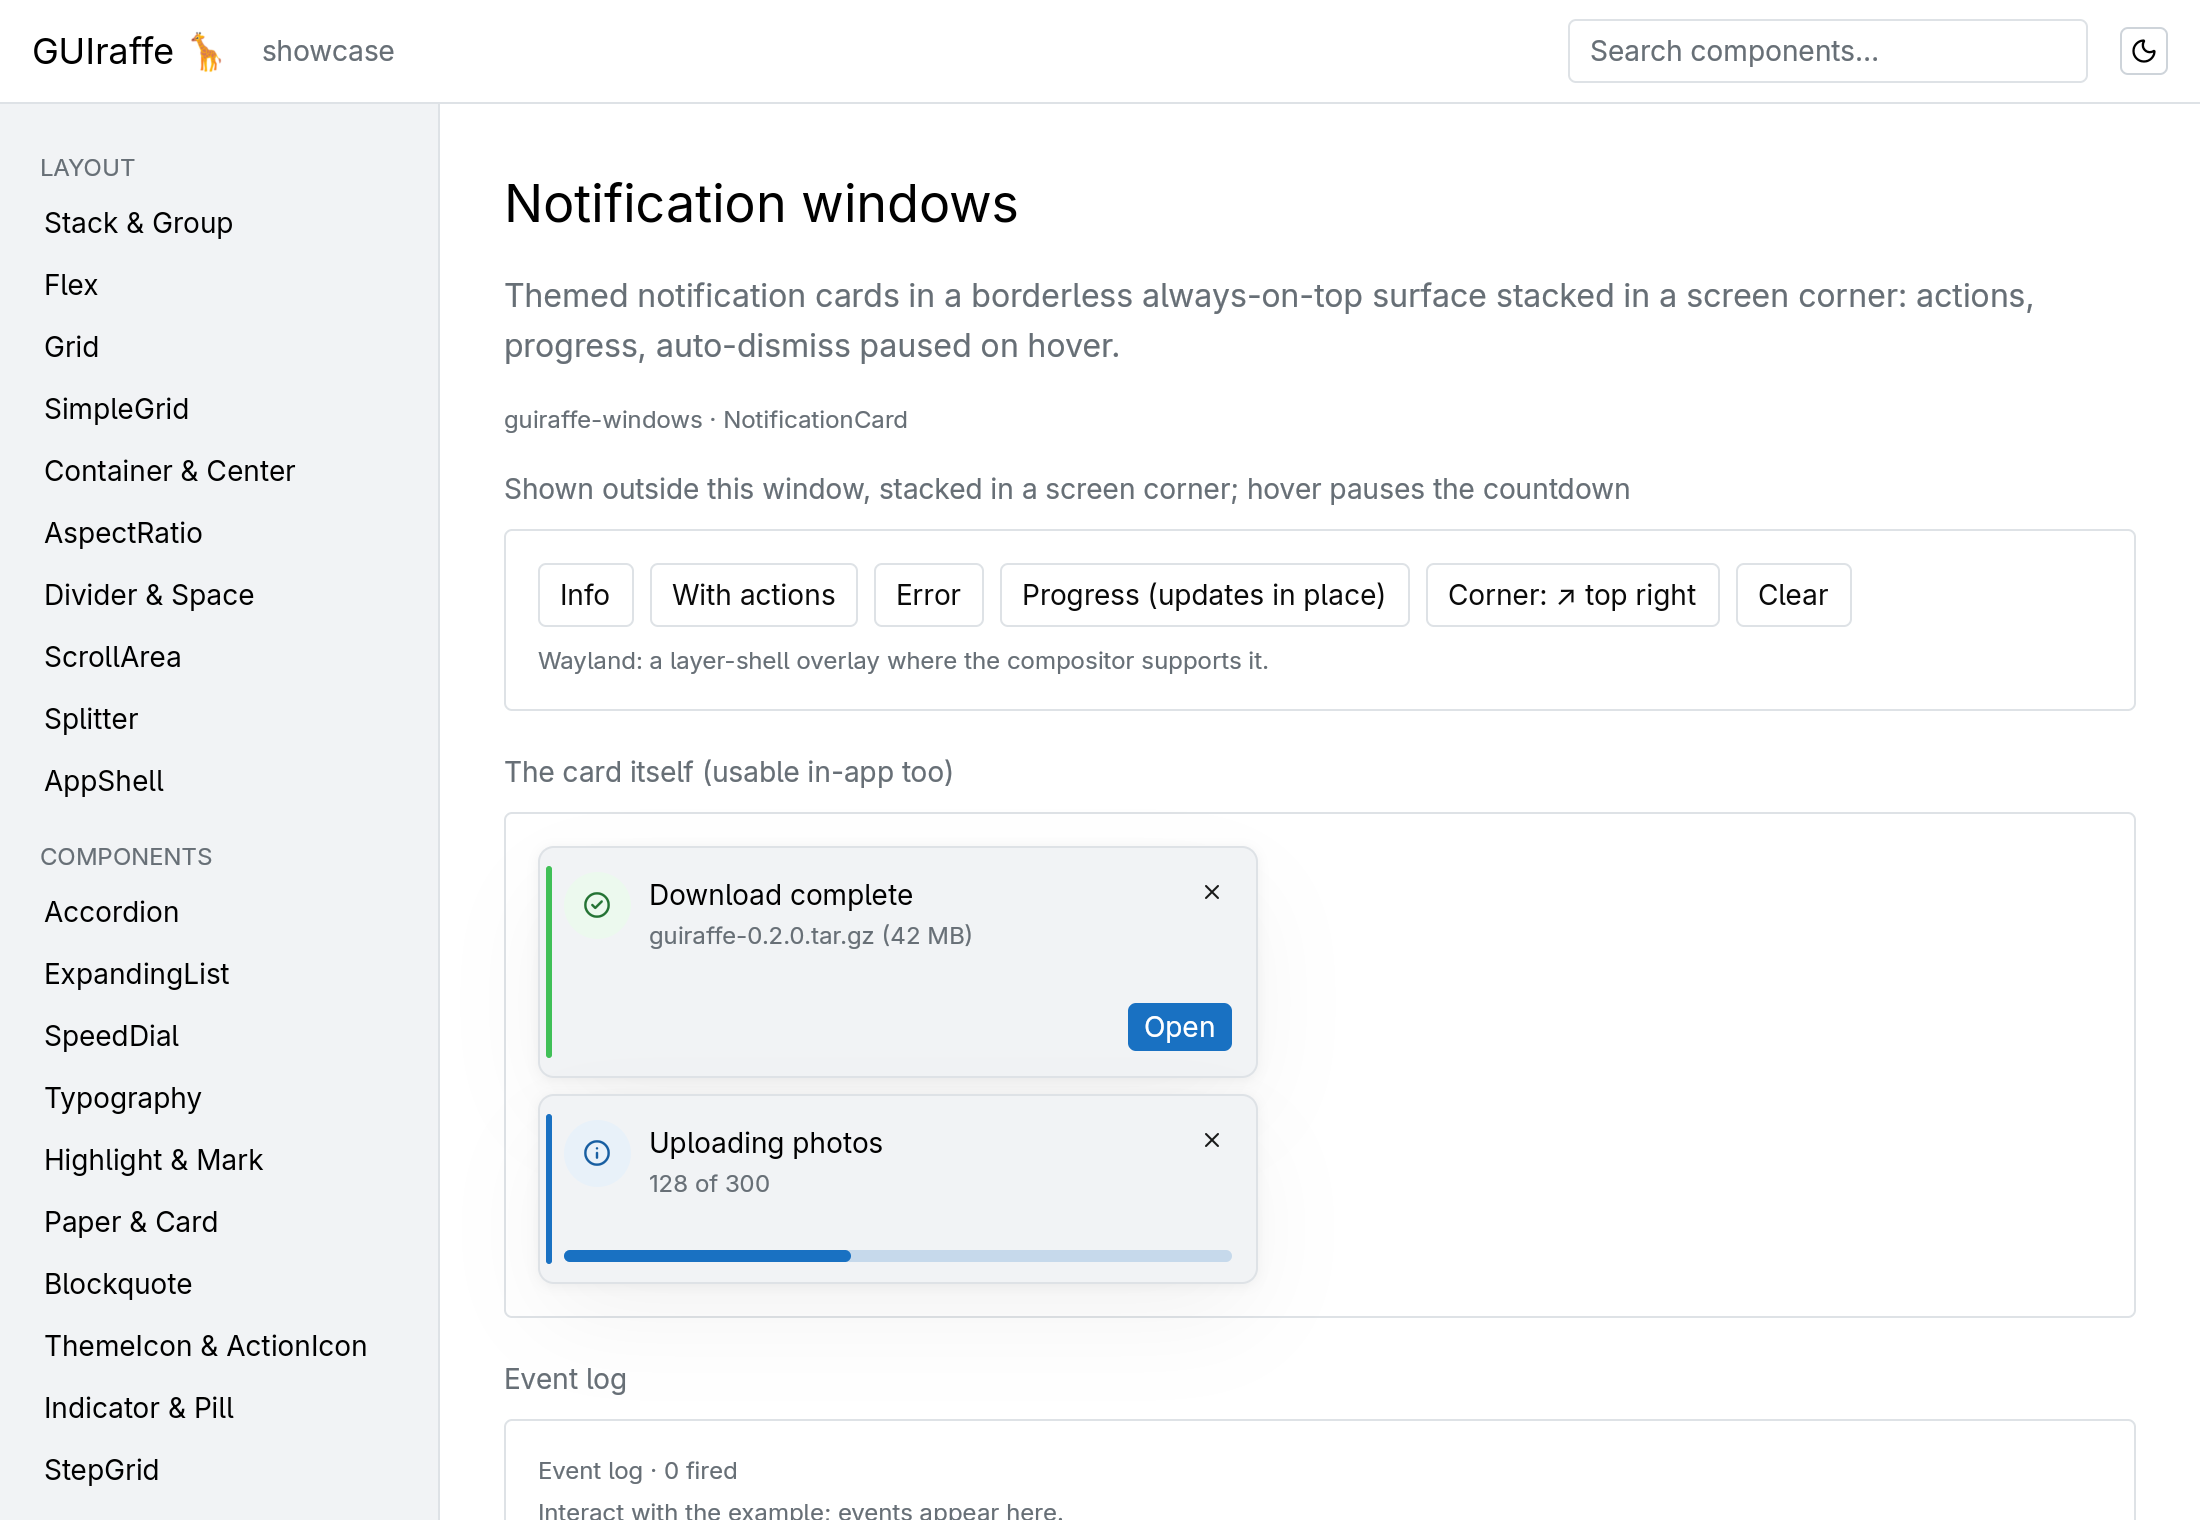 GUIraffe 🦒 showcase
Search components...
LAYOUT
Stack & Group
Flex
Grid
SimpleGrid
Container & Center
AspectRatio
Divider & Space
ScrollArea
Splitter
AppShell
COMPONENTS
Accordion
ExpandingList
SpeedDial
Typography
Highlight & Mark
Paper & Card
Blockquote
ThemeIcon & ActionIcon
Indicator & Pill
StepGrid
Notification windows
Themed notification cards in a borderless always-on-top surface stacked in a screen corner: actions,
progress, auto-dismiss paused on hover.
guiraffe-windows · NotificationCard
Shown outside this window, stacked in a screen corner; hover pauses the countdown
Info
With actions
Error
Progress (updates in place)
Corner: ↗ top right
Clear
Wayland: a layer-shell overlay where the compositor supports it.
The card itself (usable in-app too)
Download complete
guiraffe-0.2.0.tar.gz (42 MB)
Open
Uploading photos
128 of 300
Event log
Event log · 0 fired
Interact with the example: events appear here.